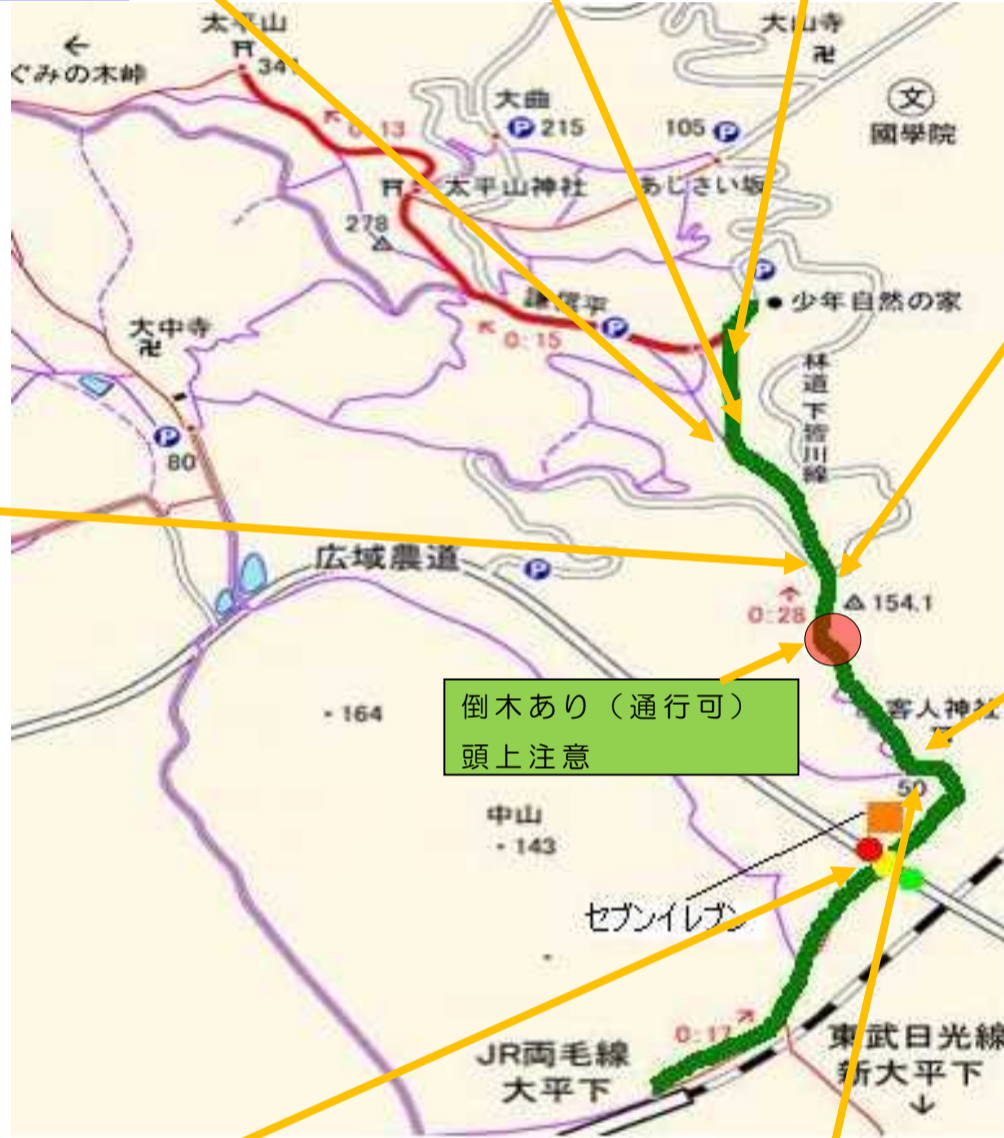 太平山
341
←
ぐみの木峠
大山寺
卍
文
國學院
大曲
P 215
105 P
0:13
太平山神社
あじさい坂
278
謙信平
P
0:15
P
少年自然の家
大中寺
卍
P
80
林道下皆川線
広域農道
P
0:28
154.1
倒木あり（通行可）
頭上注意
・164
客人神社
50
中山
・143
セブンイレブン
0:17
JR両毛線
大平下
東武日光線
新大平下
↓